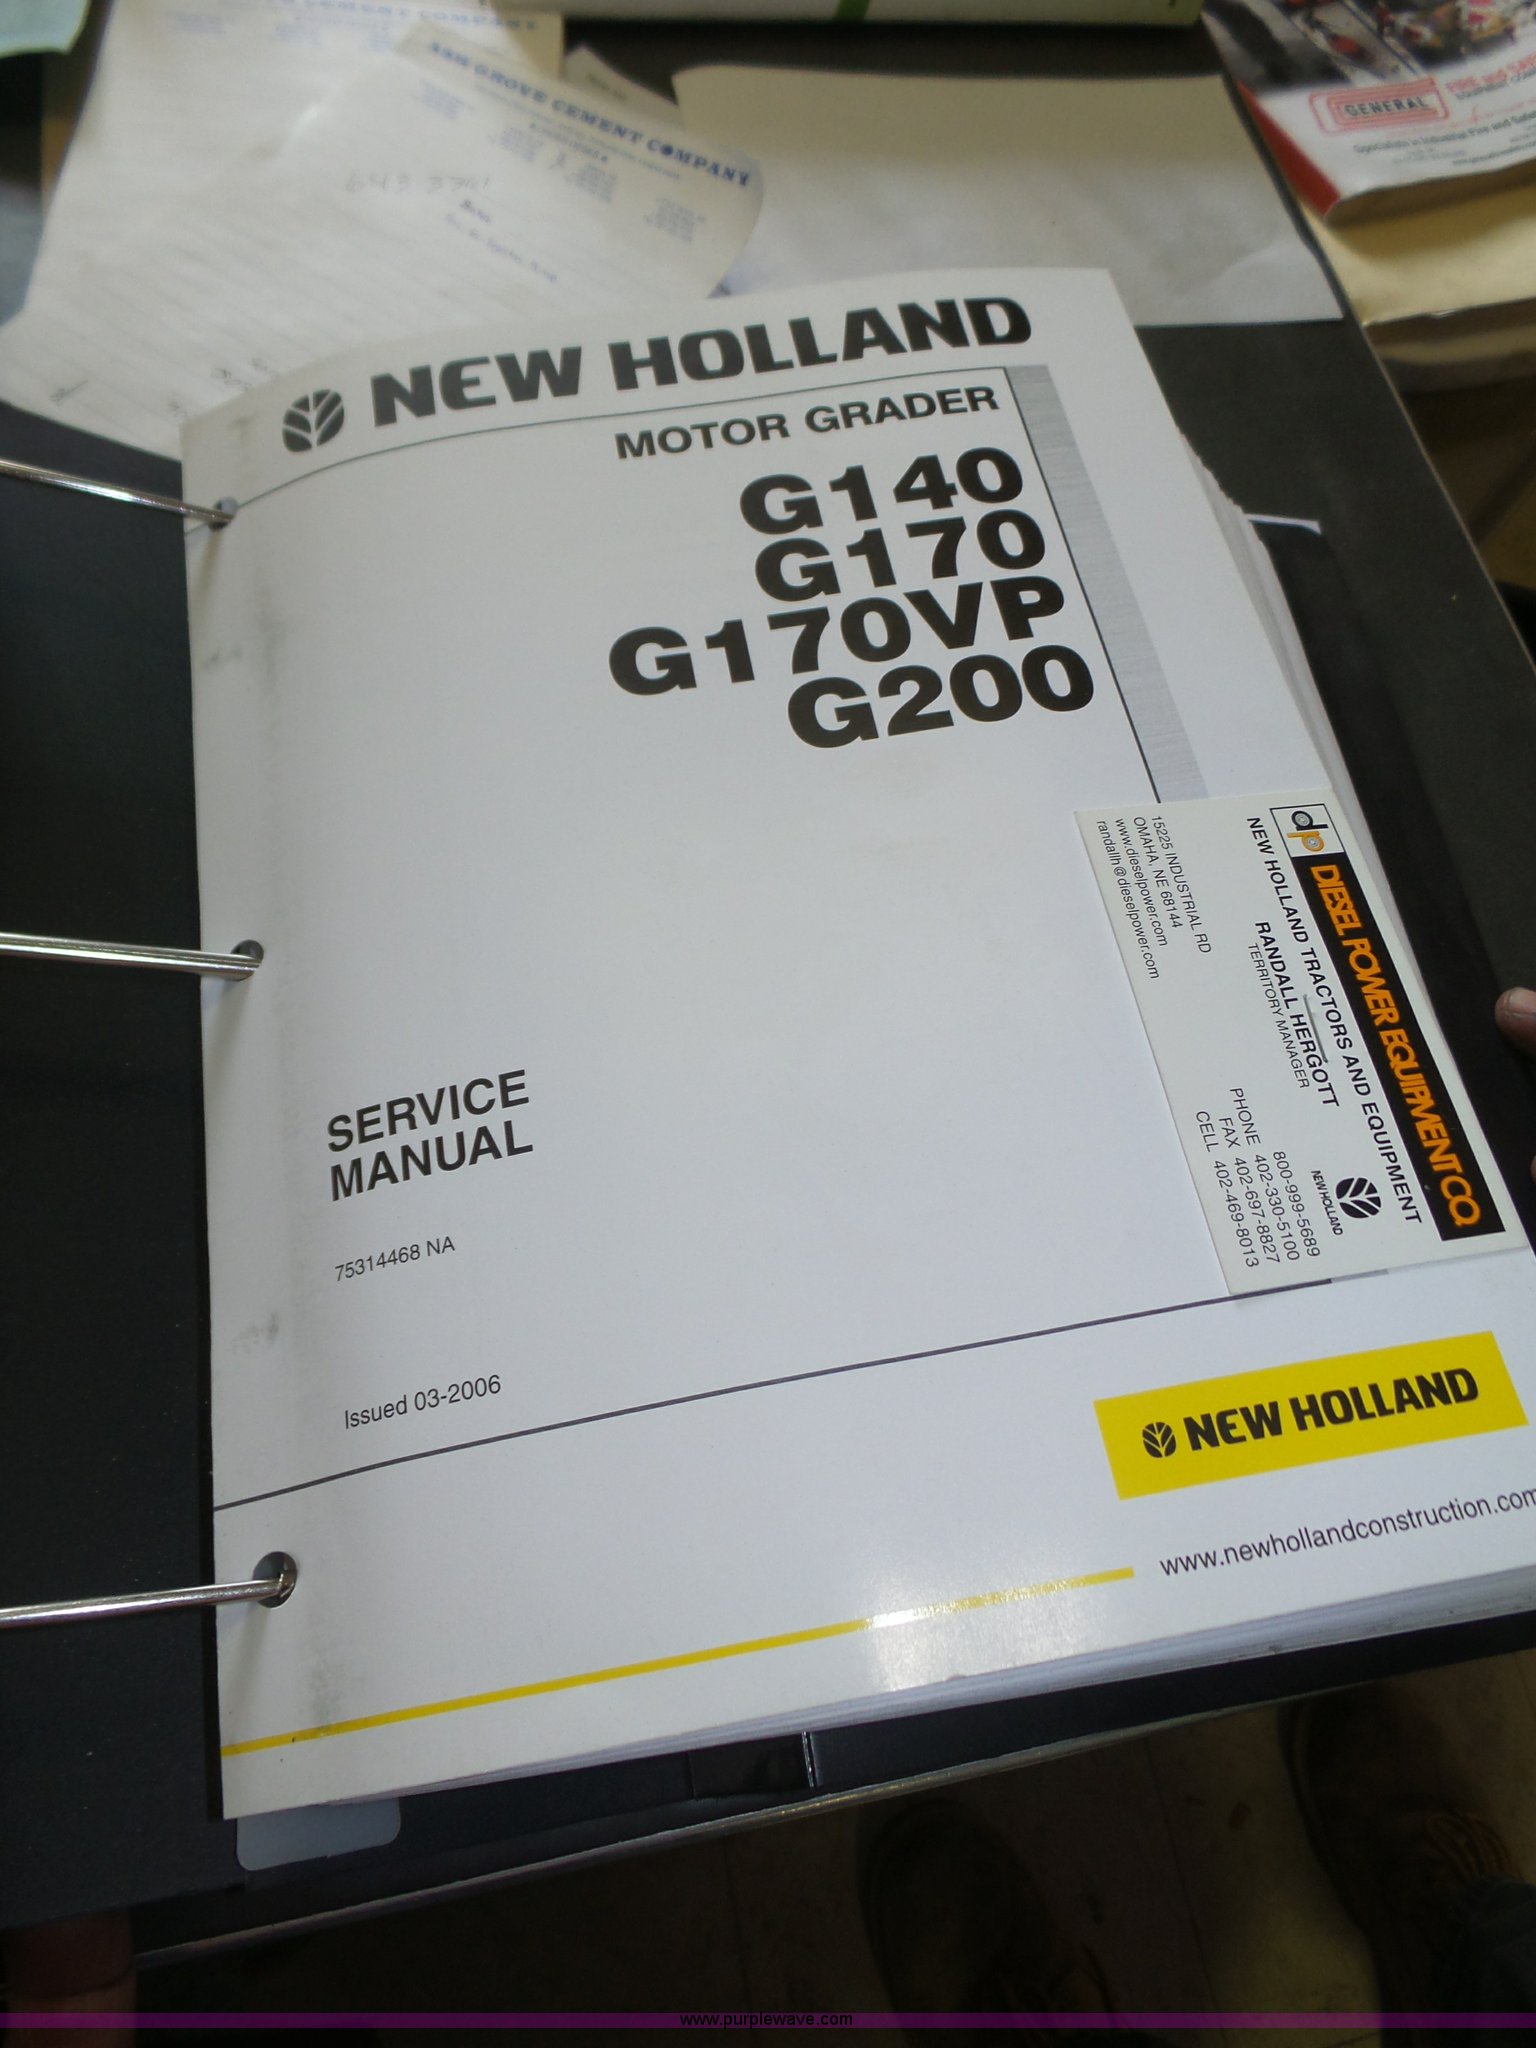 ASH GROVE CEMENT COMPANY
GENERAL
NEW HOLLAND
MOTOR GRADER
G140
G170
G170VP
G200
SERVICE
MANUAL
75314468 NA
Issued 03-2006
dp DIESEL POWER EQUIPMENT CO.
NEW HOLLAND TRACTORS AND EQUIPMENT
RANDALL HERGOTT
TERRITORY MANAGER
NEW HOLLAND
15225 INDUSTRIAL RD
OMAHA, NE 68144
www.dieselpower.com
randallh@dieselpower.com
800-999-5689
PHONE 402-330-5100
FAX 402-697-8827
CELL 402-469-8013
NEW HOLLAND
www.newhollandconstruction.com
www.purplewave.com